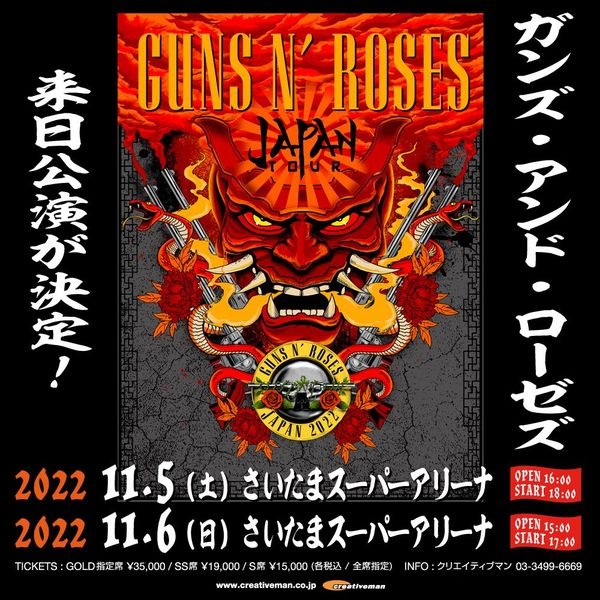 GUNS N' ROSES
JAPAN
TOUR
ガンズ・アンド・ローゼズ
来日公演が決定!
GUNS N' ROSES
JAPAN 2022
2022 11.5 (土) さいたまスーパーアリーナ OPEN 16:00 START 18:00
2022 11.6 (日) さいたまスーパーアリーナ OPEN 15:00 START 17:00
TICKETS : GOLD指定席 ¥35,000 / SS席 ¥19,000 / S席 ¥15,000 (各税込 / 全席指定) INFO : クリエイティブマン 03-3499-6669
www.creativeman.co.jp creativeman